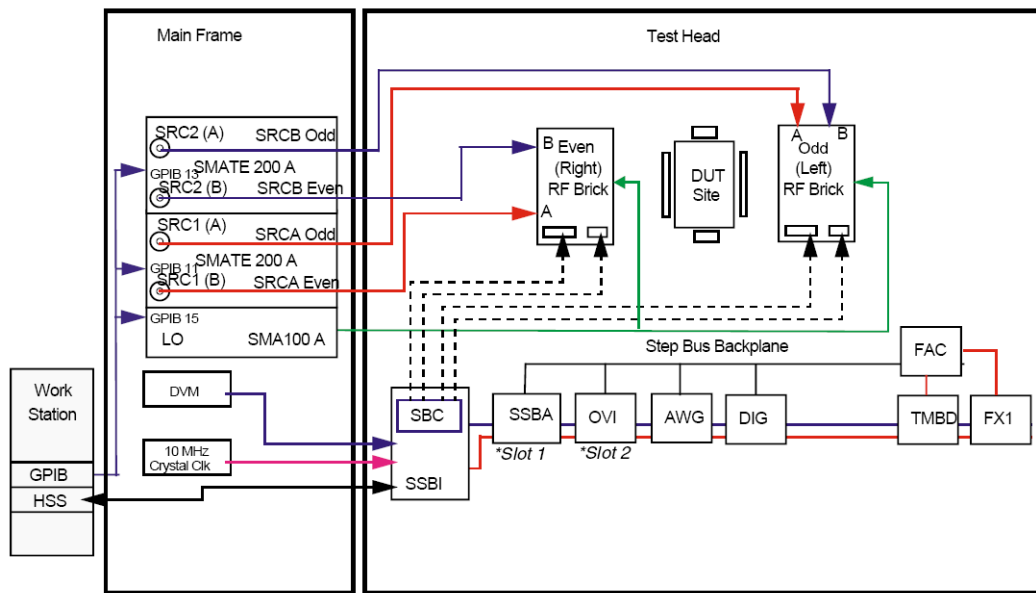 Main Frame
Test Head
SRC2 (A)
SRCB Odd
GPIB 13
SMATE 200 A
SRC2 (B)
SRCB Even
SRC1 (A)
SRCA Odd
SMATE 200 A
GPIB 11
SRC1 (B)
SRCA Even
GPIB 15
LO
SMA100 A
B
Even
(Right)
RF Brick
A
DUT
Site
A
B
Odd
(Left)
RF Brick
Step Bus Backplane
FAC
Work
Station
GPIB
HSS
DVM
10 MHz
Crystal Clk
SBC
SSBI
SSBA
OVI
AWG
DIG
TMBD
FX1
*Slot 1
*Slot 2